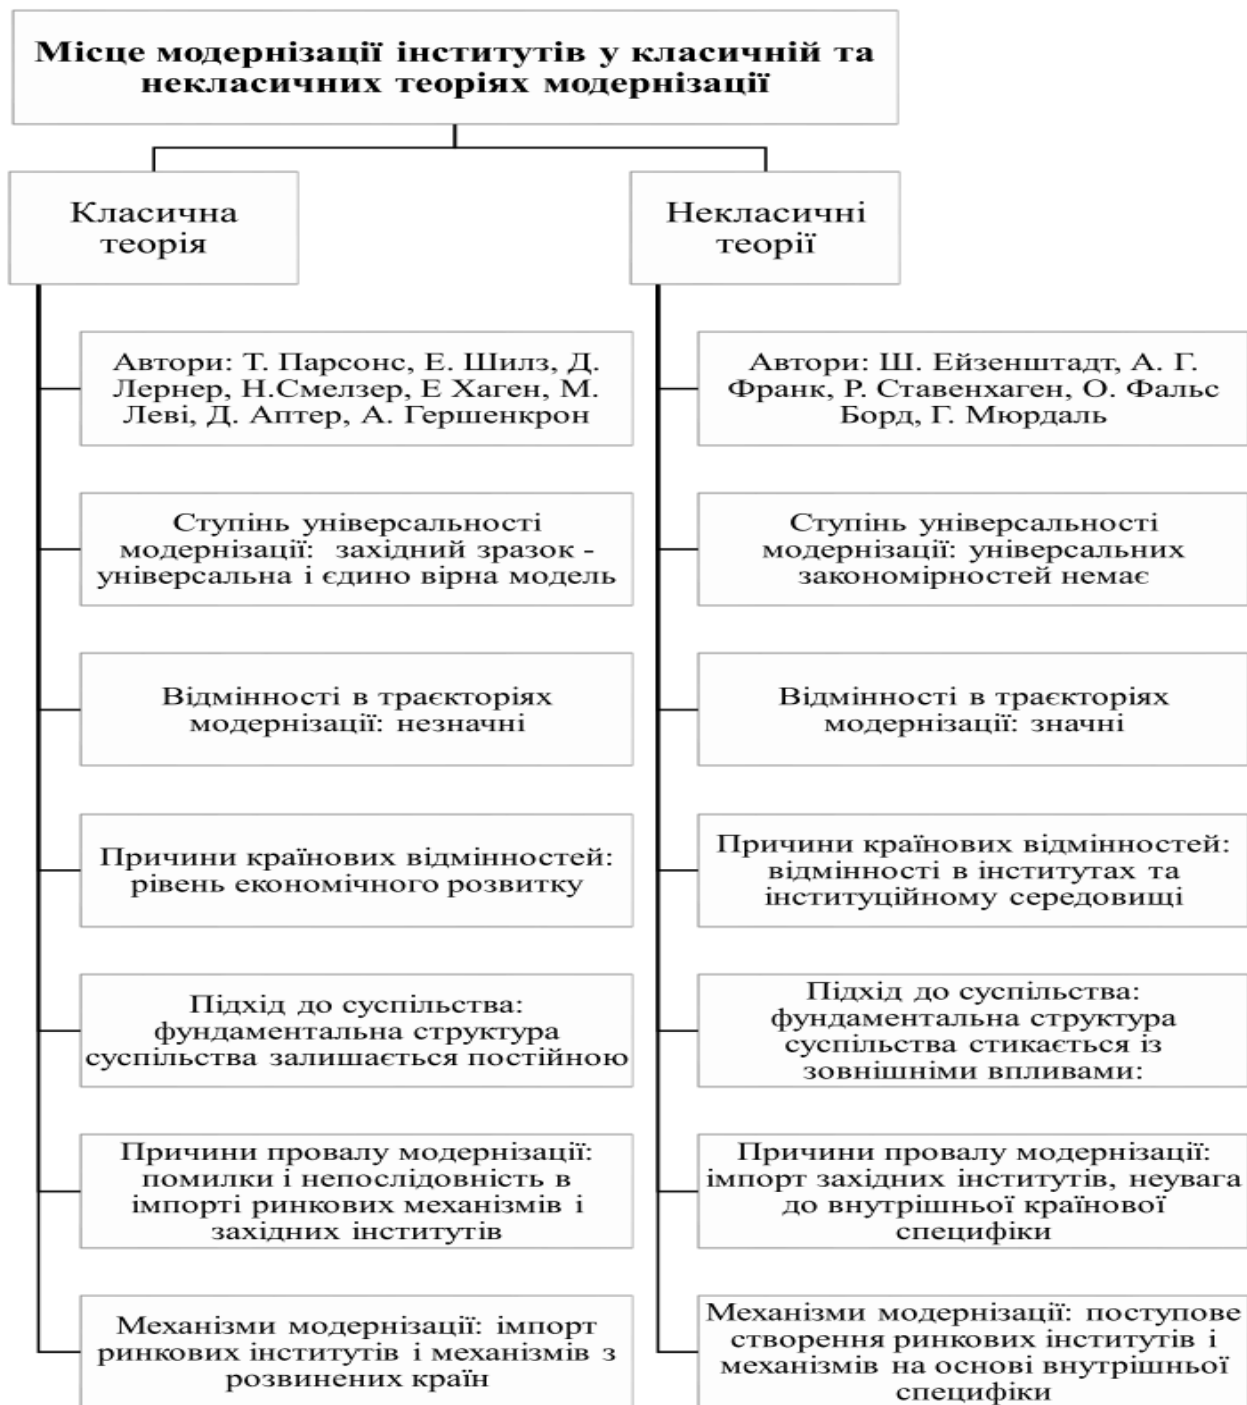 Місце модернізації інститутів у класичній та
некласичних теоріях модернізації
Класична
теорія
Автори: Т. Парсонс, Е. Шилз, Д.
Лернер, Н.Смелзер, Е Хаген, М.
Леві, Д. Аптер, А. Гершенкрон
Ступінь універсальності
модернізації: західний зразок -
універсальна і єдино вірна модель
Відмінності в траєкторіях
модернізації: незначні
Причини країнових відмінностей:
рівень економічного розвитку
Підхід до суспільства:
фундаментальна структура
суспільства залишається постійною
Причини провалу модернізації:
помилки і непослідовність в
імпорті ринкових механізмів і
західних інститутів
Механізми модернізації: імпорт
ринкових інститутів і механізмів з
розвинених країн
Некласичні
теорії
Автори: Ш. Ейзенштадт, А. Г.
Франк, Р. Ставенхаген, О. Фальс
Борд, Г. Мюрдаль
Ступінь універсальності
модернізації: універсальних
закономірностей немає
Відмінності в траєкторіях
модернізації: значні
Причини країнових відмінностей:
відмінності в інститутах та
інституційному середовищі
Підхід до суспільства:
фундаментальна структура
суспільства стикається із
зовнішніми впливами:
Причини провалу модернізації:
імпорт західних інститутів, неувага
до внутрішньої країнової
специфіки
Механізми модернізації: поступове
створення ринкових інститутів і
механізмів на основі внутрішньої
специфіки